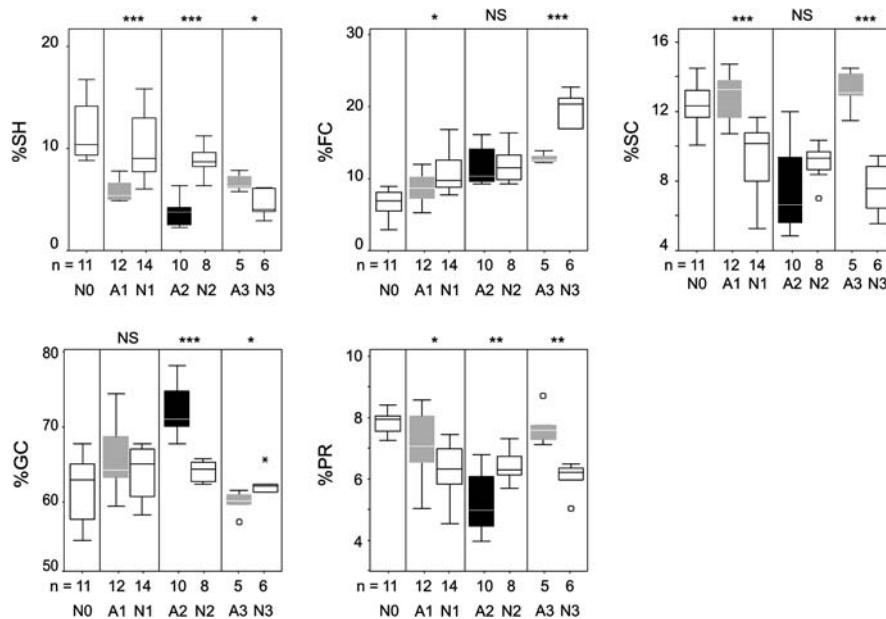 *** *** *
20
10
0
%SH
n = 11 12 14 10 8 5 6
N0 A1 N1 A2 N2 A3 N3
* NS ***
30
20
10
0
%FC
n = 11 12 14 10 8 5 6
N0 A1 N1 A2 N2 A3 N3
*** NS ***
16
12
8
4
%SC
n = 11 12 14 10 8 5 6
N0 A1 N1 A2 N2 A3 N3
NS *** *
80
70
60
50
%GC
n = 11 12 14 10 8 5 6
N0 A1 N1 A2 N2 A3 N3
* ** **
10
8
6
4
%PR
n = 11 12 14 10 8 5 6
N0 A1 N1 A2 N2 A3 N3